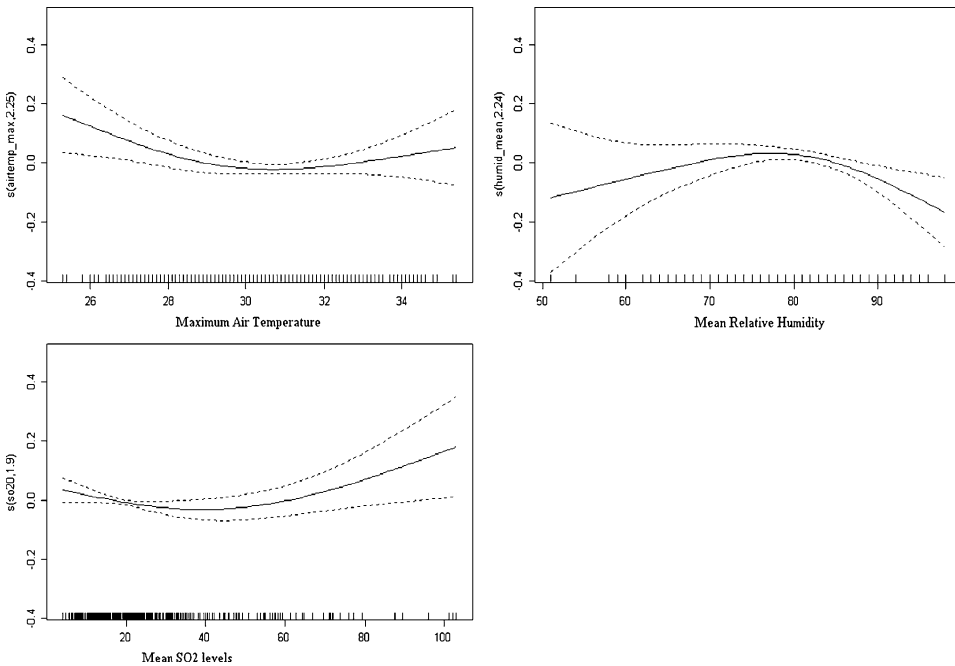 0.4
0.2
0.0
-0.2
-0.4
s(airtemp_max,2.25)
26 28 30 32 34
Maximum Air Temperature
0.4
0.2
0.0
-0.2
-0.4
s(humid_mean,2.24)
50 60 70 80 90
Mean Relative Humidity
0.4
0.2
0.0
-0.2
-0.4
s(so20,1.9)
20 40 60 80 100
Mean SO2 levels